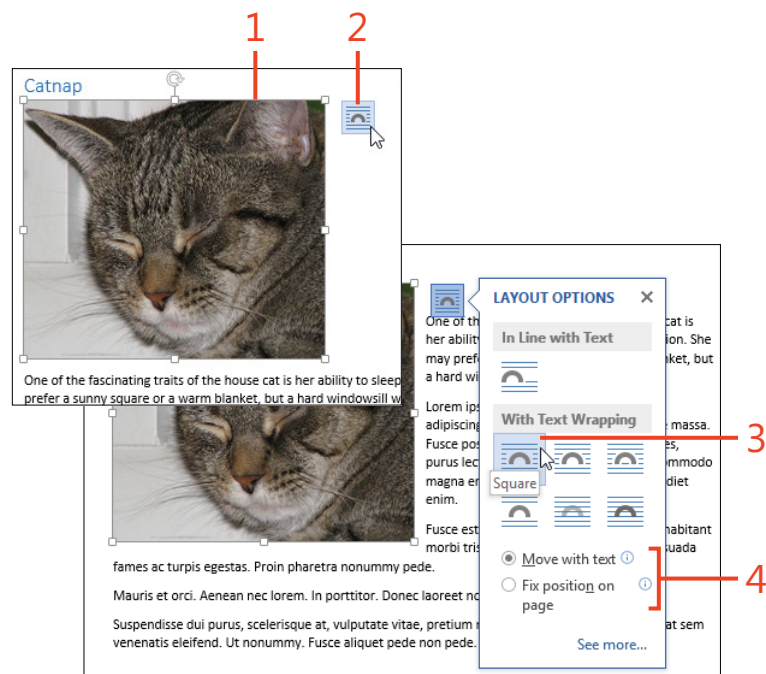 1
2
Catnap
One of the fascinating traits of the house cat is her ability to sleep
prefer a sunny square or a warm blanket, but a hard windowsill w
LAYOUT OPTIONS
In Line with Text
With Text Wrapping
Square
Move with text
Fix position on
page
See more...
3
4
One of th cat is
her ability ion. She
may pref nket, but
a hard wi
Lorem ips
adipiscing massa.
Fusce pos es,
purus lec ommodo
magna er diet
enim.
Fusce est habitant
morbi tris suada
fames ac turpis egestas. Proin pharetra nonummy pede.
Mauris et orci. Aenean nec lorem. In porttitor. Donec laoreet no
Suspendisse dui purus, scelerisque at, vulputate vitae, pretium at sem
venenatis eleifend. Ut nonummy. Fusce aliquet pede non pede.